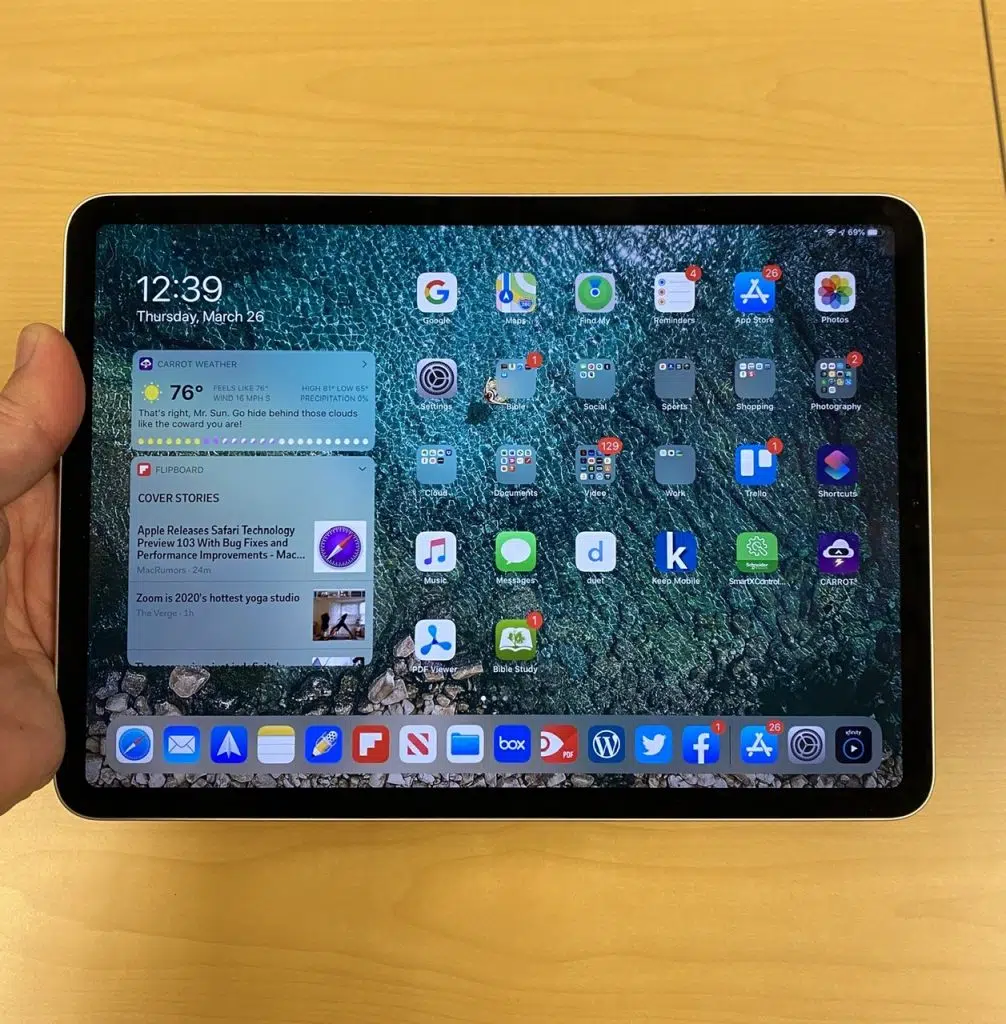 69%
12:39
Thursday, March 26
CARROT WEATHER
76°
FEELS LIKE 76°
WIND 16 MPH S
HIGH 81° LOW 65°
PRECIPITATION 0%
That's right, Mr. Sun. Go hide behind those clouds
like the coward you are!
FLIPBOARD
COVER STORIES
Apple Releases Safari Technology
Preview 103 With Bug Fixes and
Performance Improvements - Mac...
MacRumors · 24m
Zoom is 2020's hottest yoga studio
The Verge · 1h
4
26
Google
Maps
Find My
Reminders
App Store
Photos
1
2
Settings
Bible
Social
Sports
Shopping
Photography
129
1
Cloud
Documents
Video
Work
Trello
Shortcuts
d
k
Schneider
Music
Messages
duet
Keep Mobile
SmartXControl...
CARROT⁵
1
PDF Viewer
Bible Study
1
26
box
PDF
xfinity